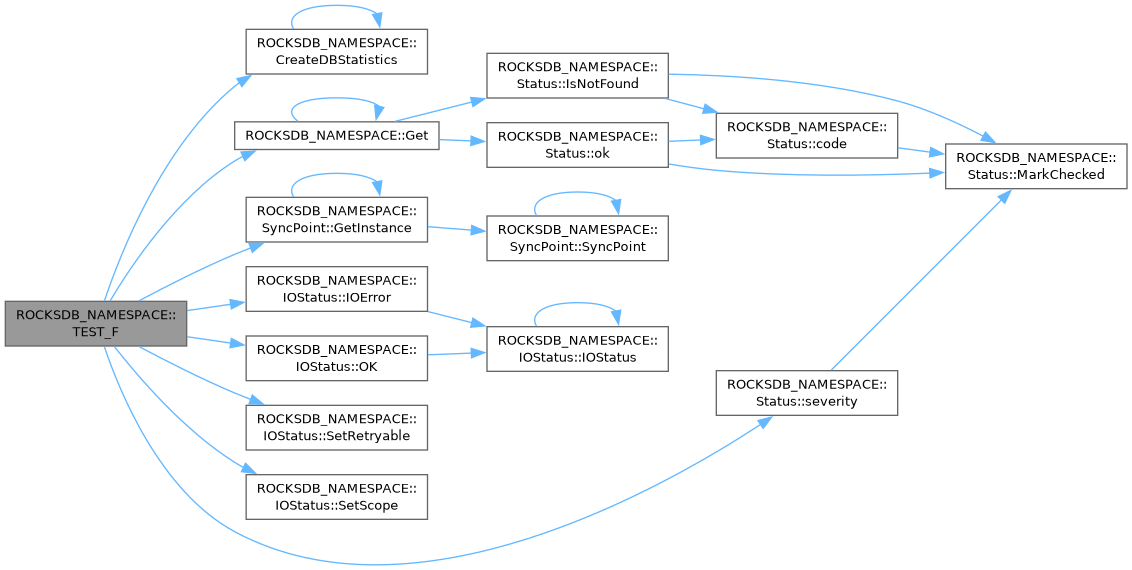 ROCKSDB_NAMESPACE::
TEST_F
ROCKSDB_NAMESPACE::
CreateDBStatistics
ROCKSDB_NAMESPACE::Get
ROCKSDB_NAMESPACE::
SyncPoint::GetInstance
ROCKSDB_NAMESPACE::
IOStatus::IOError
ROCKSDB_NAMESPACE::
IOStatus::OK
ROCKSDB_NAMESPACE::
IOStatus::SetRetryable
ROCKSDB_NAMESPACE::
IOStatus::SetScope
ROCKSDB_NAMESPACE::
Status::IsNotFound
ROCKSDB_NAMESPACE::
Status::ok
ROCKSDB_NAMESPACE::
SyncPoint::SyncPoint
ROCKSDB_NAMESPACE::
IOStatus::IOStatus
ROCKSDB_NAMESPACE::
Status::code
ROCKSDB_NAMESPACE::
Status::severity
ROCKSDB_NAMESPACE::
Status::MarkChecked